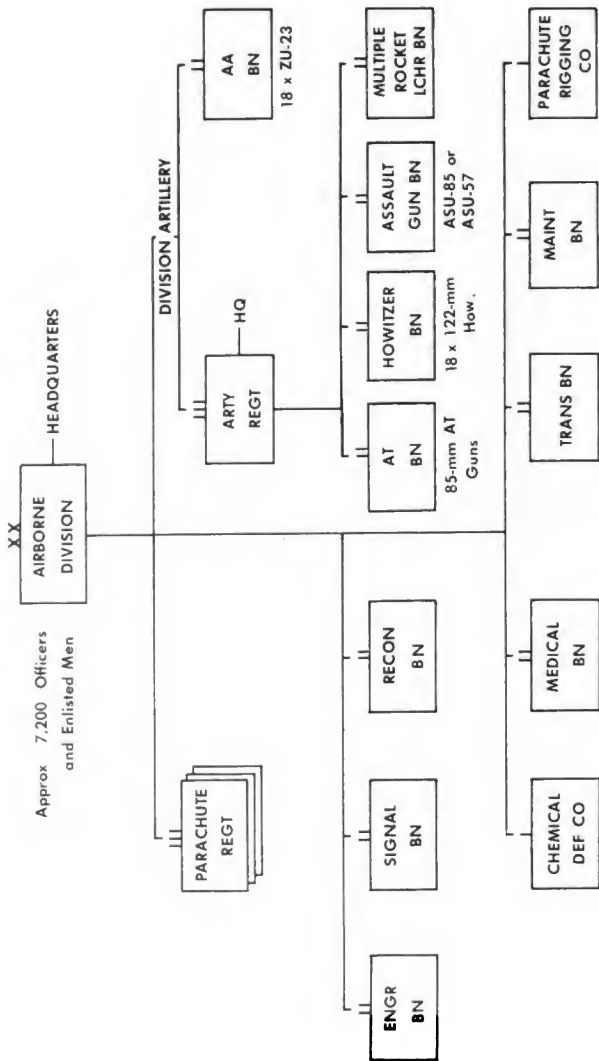 XX
AIRBORNE
DIVISION
HEADQUARTERS
Approx 7,200 Officers
and Enlisted Men
DIVISION ARTILLERY
PARACHUTE
REGT
ARTY
REGT
HQ
AA
BN
18 x ZU-23
ENGR
BN
SIGNAL
BN
RECON
BN
AT
BN
85-mm AT
Guns
HOWITZER
BN
18 x 122-mm
How.
ASSAULT
GUN BN
ASU-85 or
ASU-57
MULTIPLE
ROCKET
LCHR BN
CHEMICAL
DEF CO
MEDICAL
BN
TRANS BN
MAINT
BN
PARACHUTE
RIGGING
CO